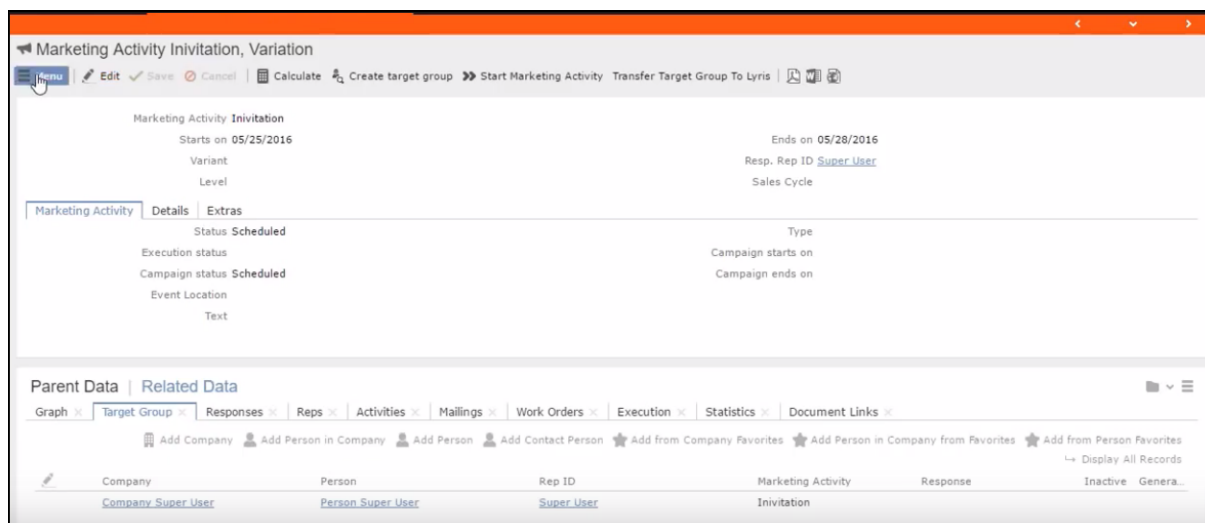 Marketing Activity Inivitation, Variation
Menu Edit Save Cancel Calculate Create target group Start Marketing Activity Transfer Target Group To Lyris
Marketing Activity Inivitation
Starts on 05/25/2016 Ends on 05/28/2016
Variant Resp. Rep ID Super User
Level Sales Cycle
Marketing Activity Details Extras
Status Scheduled Type
Execution status Campaign starts on
Campaign status Scheduled Campaign ends on
Event Location
Text
Parent Data | Related Data
Graph Target Group Responses Reps Activities Mailings Work Orders Execution Statistics Document Links
Add Company Add Person in Company Add Person Add Contact Person Add from Company Favorites Add Person in Company from Favorites Add from Person Favorites
Display All Records
Company Person Rep ID Marketing Activity Response Inactive Genera...
Company Super User Person Super User Super User Inivitation